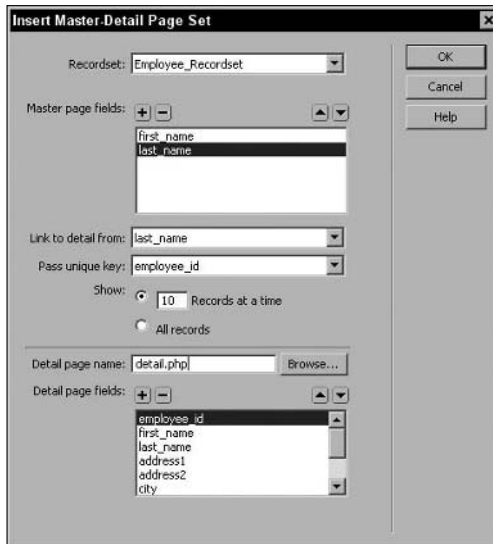 Insert Master-Detail Page Set
Recordset: Employee_Recordset
OK
Cancel
Help
Master page fields:
first_name
last_name
Link to detail from: last_name
Pass unique key: employee_id
Show: 10 Records at a time
All records
Detail page name: detail.php Browse...
Detail page fields:
employee_id
first_name
last_name
address1
address2
city